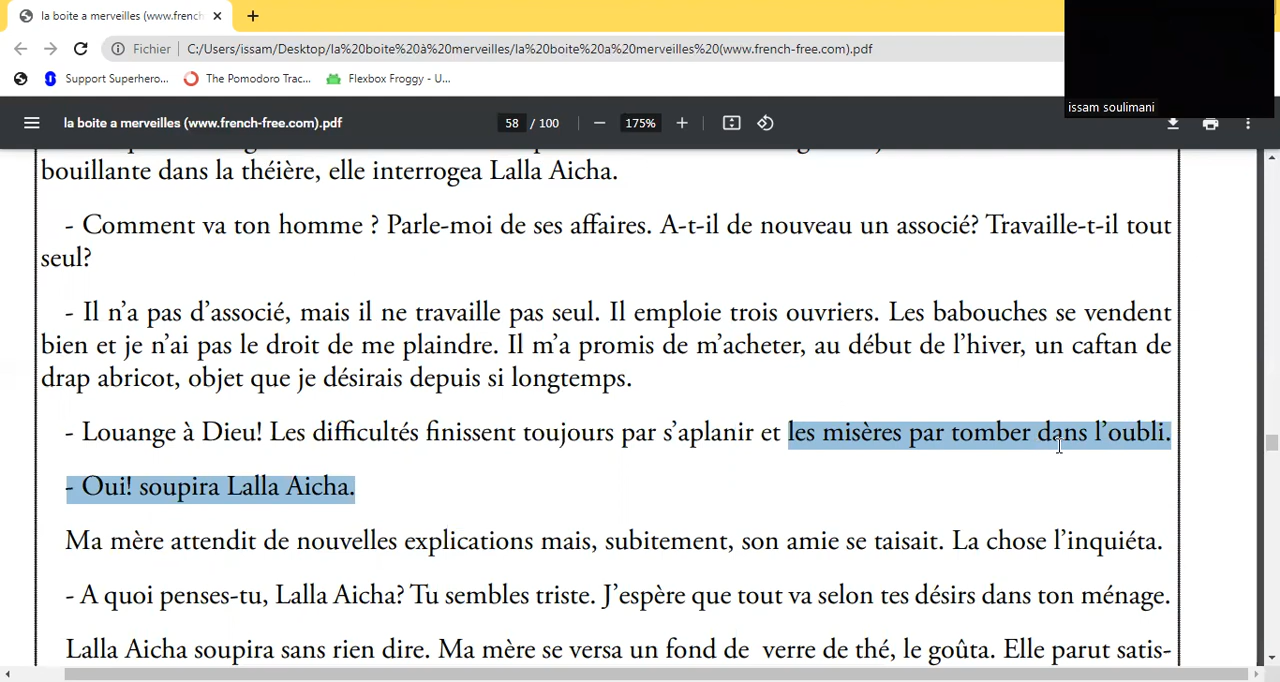 la boite a merveilles (www.french
Fichier C:/Users/issam/Desktop/la%20boite%20à%20merveilles/la%20boite%20a%20merveilles%20(www.french-free.com).pdf
Support Superhero... The Pomodoro Trac... Flexbox Froggy - U...
issam soulimani
la boite a merveilles (www.french-free.com).pdf 58 / 100 175%
bouillante dans la théière, elle interrogea Lalla Aicha.
- Comment va ton homme ? Parle-moi de ses affaires. A-t-il de nouveau un associé? Travaille-t-il tout
seul?
- Il n'a pas d'associé, mais il ne travaille pas seul. Il emploie trois ouvriers. Les babouches se vendent
bien et je n'ai pas le droit de me plaindre. Il m'a promis de m'acheter, au début de l'hiver, un caftan de
drap abricot, objet que je désirais depuis si longtemps.
- Louange à Dieu! Les difficultés finissent toujours par s'aplanir et les misères par tomber dans l'oubli.
- Oui! soupira Lalla Aicha.
Ma mère attendit de nouvelles explications mais, subitement, son amie se taisait. La chose l'inquiéta.
- A quoi penses-tu, Lalla Aicha? Tu sembles triste. J'espère que tout va selon tes désirs dans ton ménage.
Lalla Aicha soupira sans rien dire. Ma mère se versa un fond de verre de thé, le goûta. Elle parut satis-